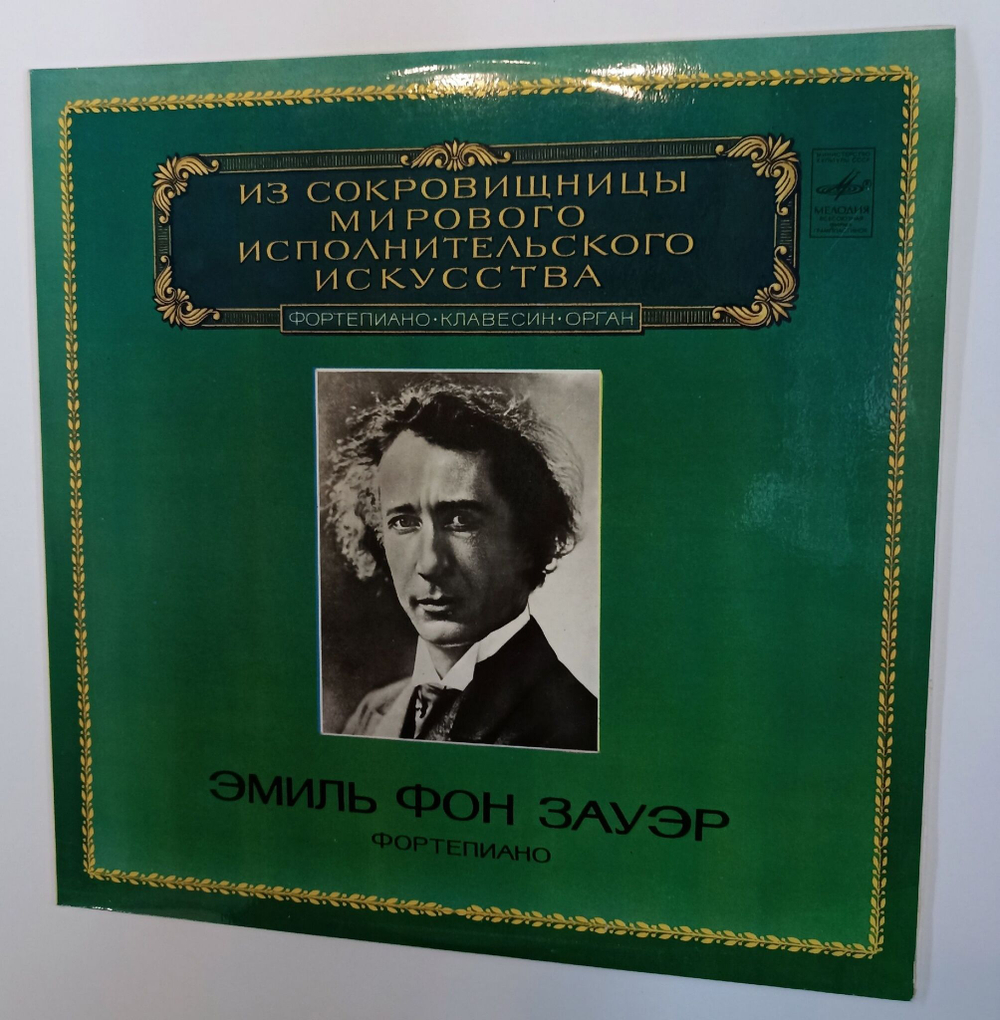 ИЗ СОКРОВИЩНИЦЫ
МИРОВОГО
ИСПОЛНИТЕЛЬСКОГО
ИСКУССТВА
ФОРТЕПИАНО·КЛАВЕСИН·ОРГАН
МЕЛОДИЯ
ЭМИЛЬ ФОН ЗАУЭР
ФОРТЕПИАНО